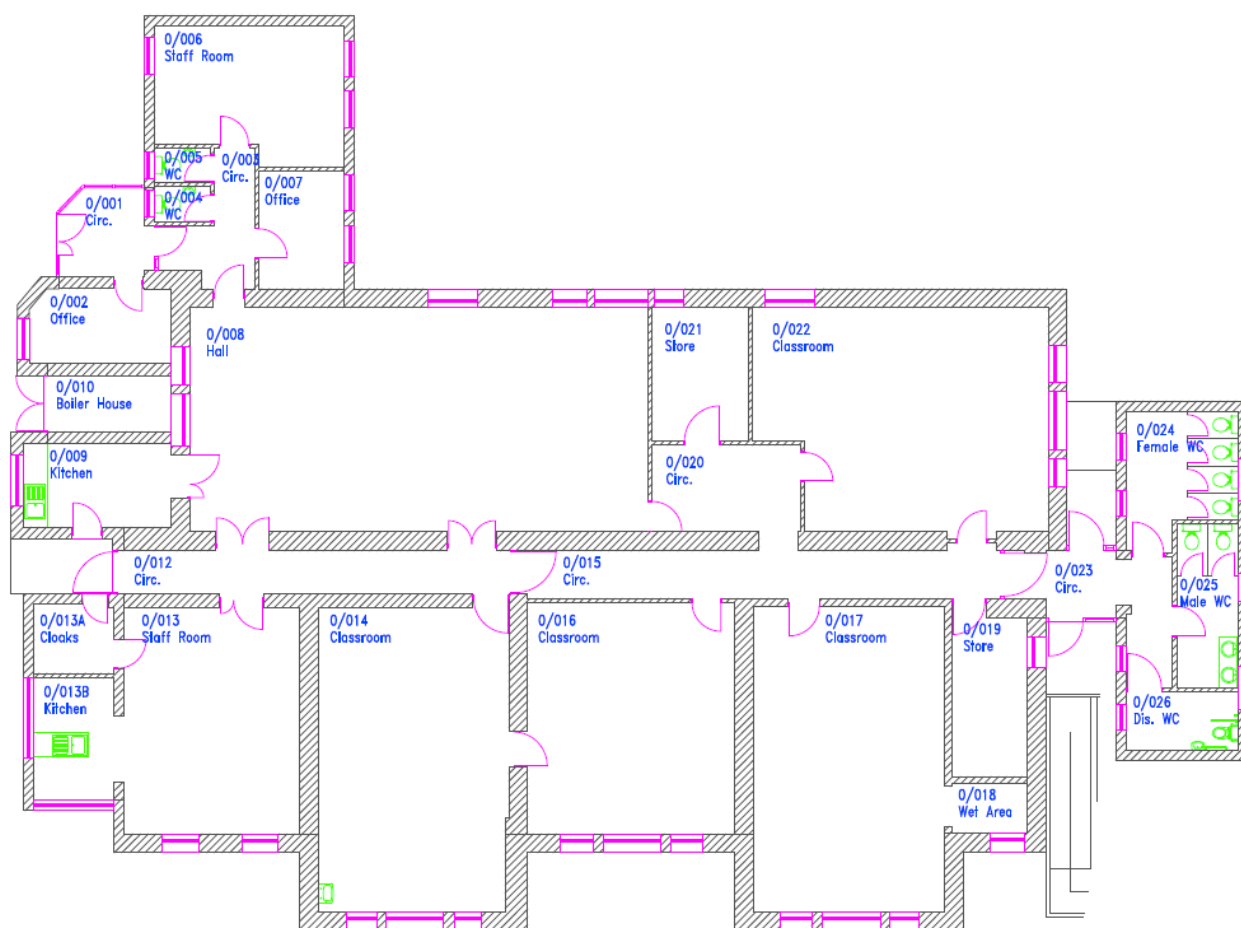 0/006
Staff Room
0/005
WC
0/003
Circ.
0/004
WC
0/007
Office
0/001
Circ.
0/002
Office
0/008
Hall
0/021
Store
0/022
Classroom
0/010
Boiler House
0/009
Kitchen
0/020
Circ.
0/024
Female WC
0/012
Circ.
0/015
Circ.
0/023
Circ.
0/025
Male WC
0/013A
Cloaks
0/013
Staff Room
0/014
Classroom
0/016
Classroom
0/017
Classroom
0/019
Store
0/013B
Kitchen
0/026
Dis. WC
0/018
Wet Area